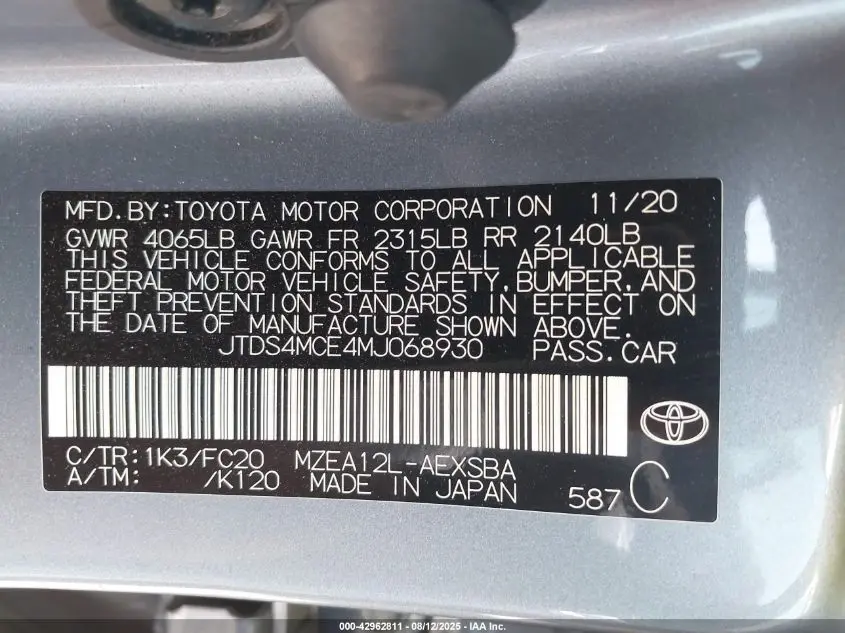 MFD.BY:TOYOTA MOTOR CORPORATION 11/20
GVWR 4065LB GAWR FR 2315LB RR 2140LB
THIS VEHICLE CONFORMS TO ALL APPLICABLE
FEDERAL MOTOR VEHICLE SAFETY,BUMPER,AND
THEFT PREVENTION STANDARDS IN EFFECT ON
THE DATE OF MANUFACTURE SHOWN ABOVE.
JTDS4MCE4MJ068930 PASS.CAR
C/TR:1K3/FC20 MZEA12L-AEXSBA
A/TM: /K120 MADE IN JAPAN 587 C
000-42962811 - 08/12/2025 - IAA Inc.